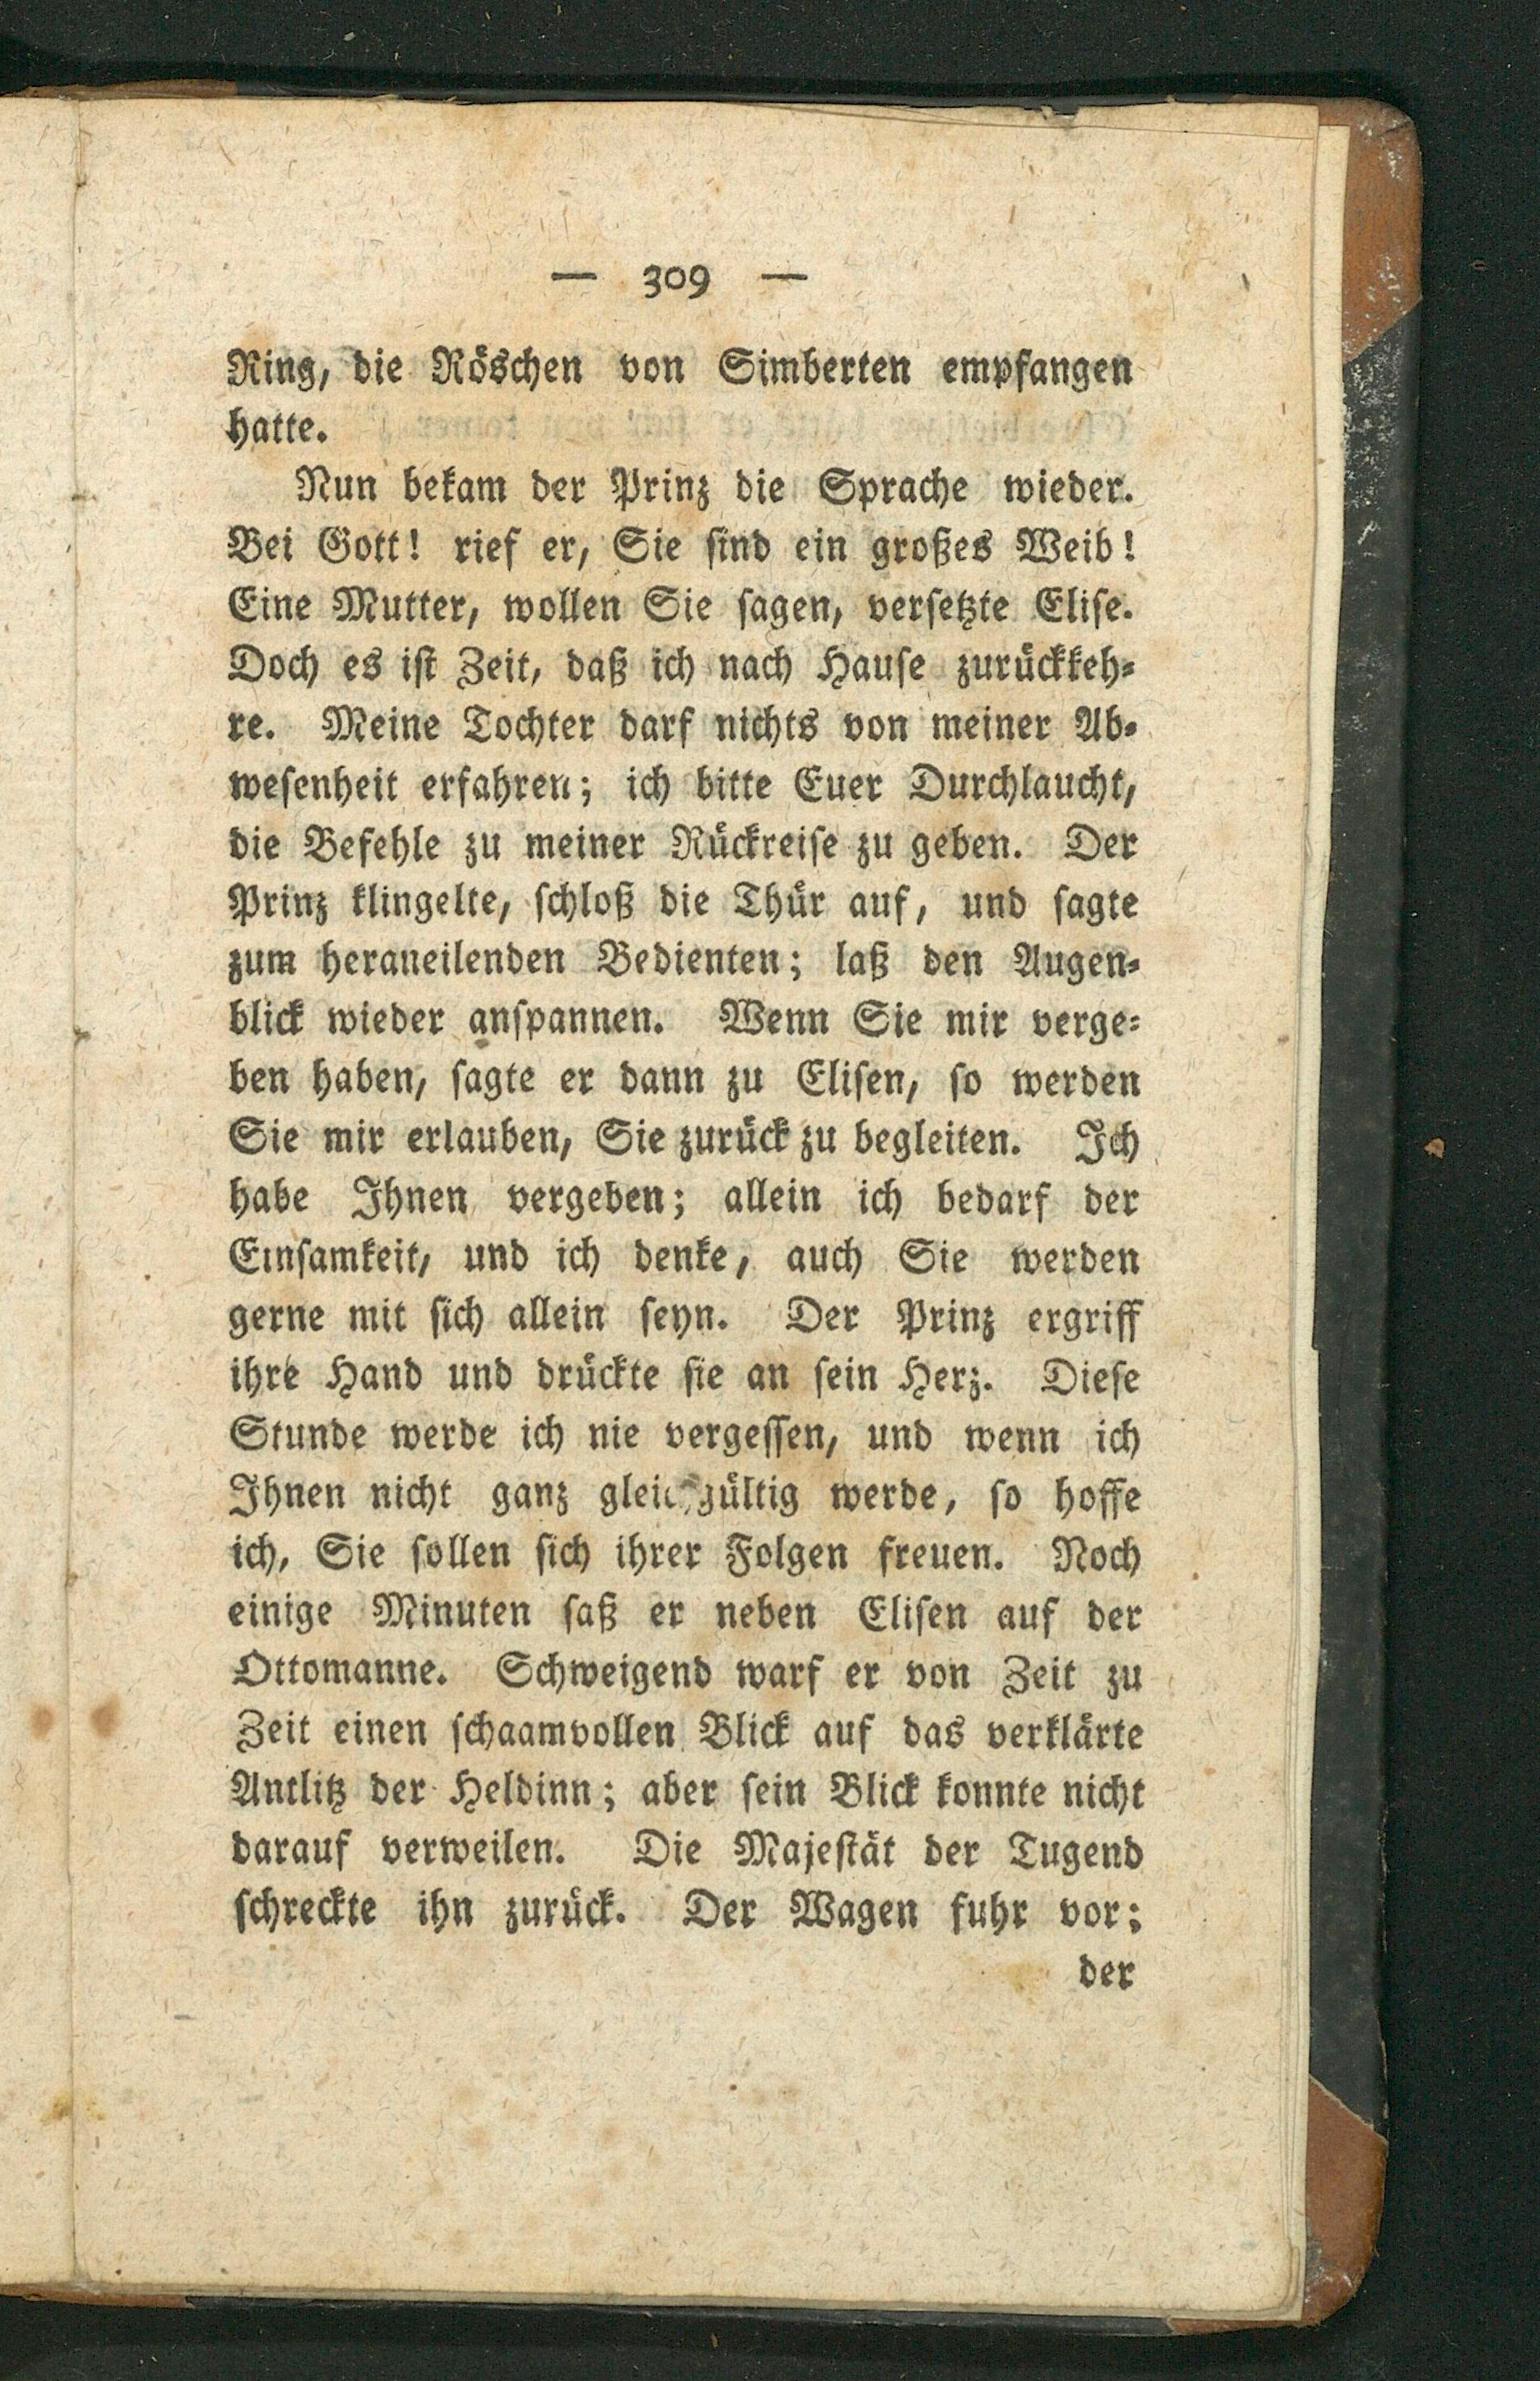 — 309 —
Ring, die Röschen von Simberten empfangen
hatte.
Nun bekam der Prinz die Sprache wieder.
Bei Gott! rief er, Sie sind ein großes Weib!
Eine Mutter, wollen Sie sagen, versetzte Elise.
Doch es ist Zeit, daß ich nach Hause zurückkeh-
re. Meine Tochter darf nichts von meiner Ab-
wesenheit erfahren; ich bitte Euer Durchlaucht,
die Befehle zu meiner Rückreise zu geben. Der
Prinz klingelte, schloß die Thür auf, und sagte
zum heraneilenden Bedienten; laß den Augen-
blick wieder anspannen. Wenn Sie mir verge-
ben haben, sagte er dann zu Elisen, so werden
Sie mir erlauben, Sie zurück zu begleiten. Ich
habe Ihnen vergeben; allein ich bedarf der
Einsamkeit, und ich denke, auch Sie werden
gerne mit sich allein seyn. Der Prinz ergriff
ihre Hand und drückte sie an sein Herz. Diese
Stunde werde ich nie vergessen, und wenn ich
Ihnen nicht ganz gleichgültig werde, so hoffe
ich, Sie sollen sich ihrer Folgen freuen. Noch
einige Minuten saß er neben Elisen auf der
Ottomanne. Schweigend warf er von Zeit zu
Zeit einen schaamvollen Blick auf das verklärte
Antlitz der Heldinn; aber sein Blick konnte nicht
darauf verweilen. Die Majestät der Tugend
schreckte ihn zurück. Der Wagen fuhr vor;
der